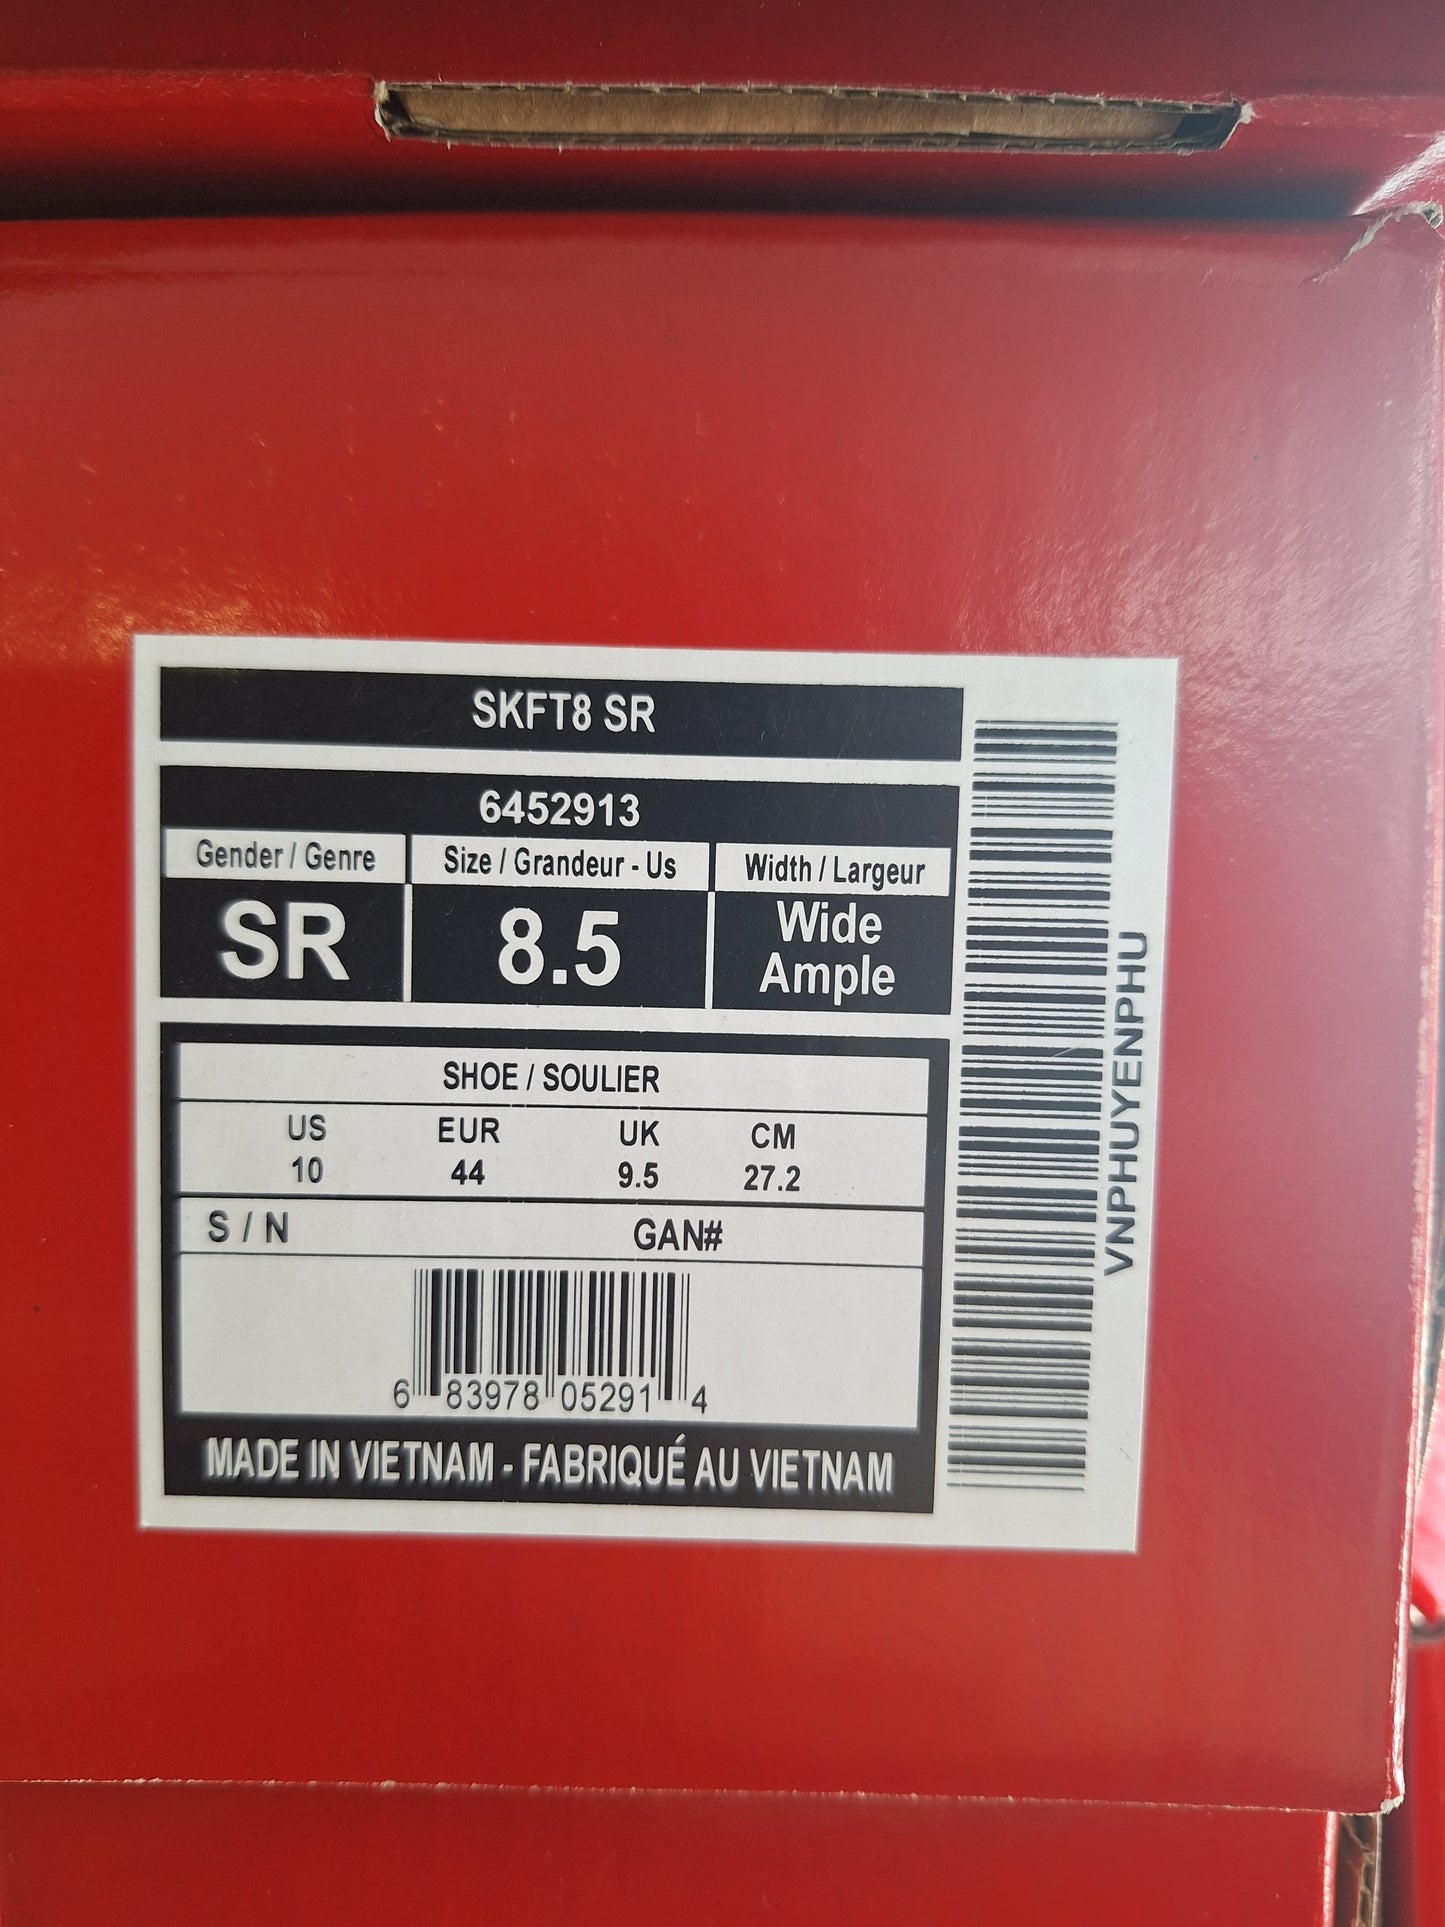 SKFT8 SR
6452913
Gender / Genre Size / Grandeur - Us Width / Largeur
SR 8.5 Wide
Ample
SHOE / SOULIER
US EUR UK CM
10 44 9.5 27.2
S / N GAN#
6 83978 05291 4
MADE IN VIETNAM - FABRIQUÉ AU VIETNAM
VNPHUYENPHU